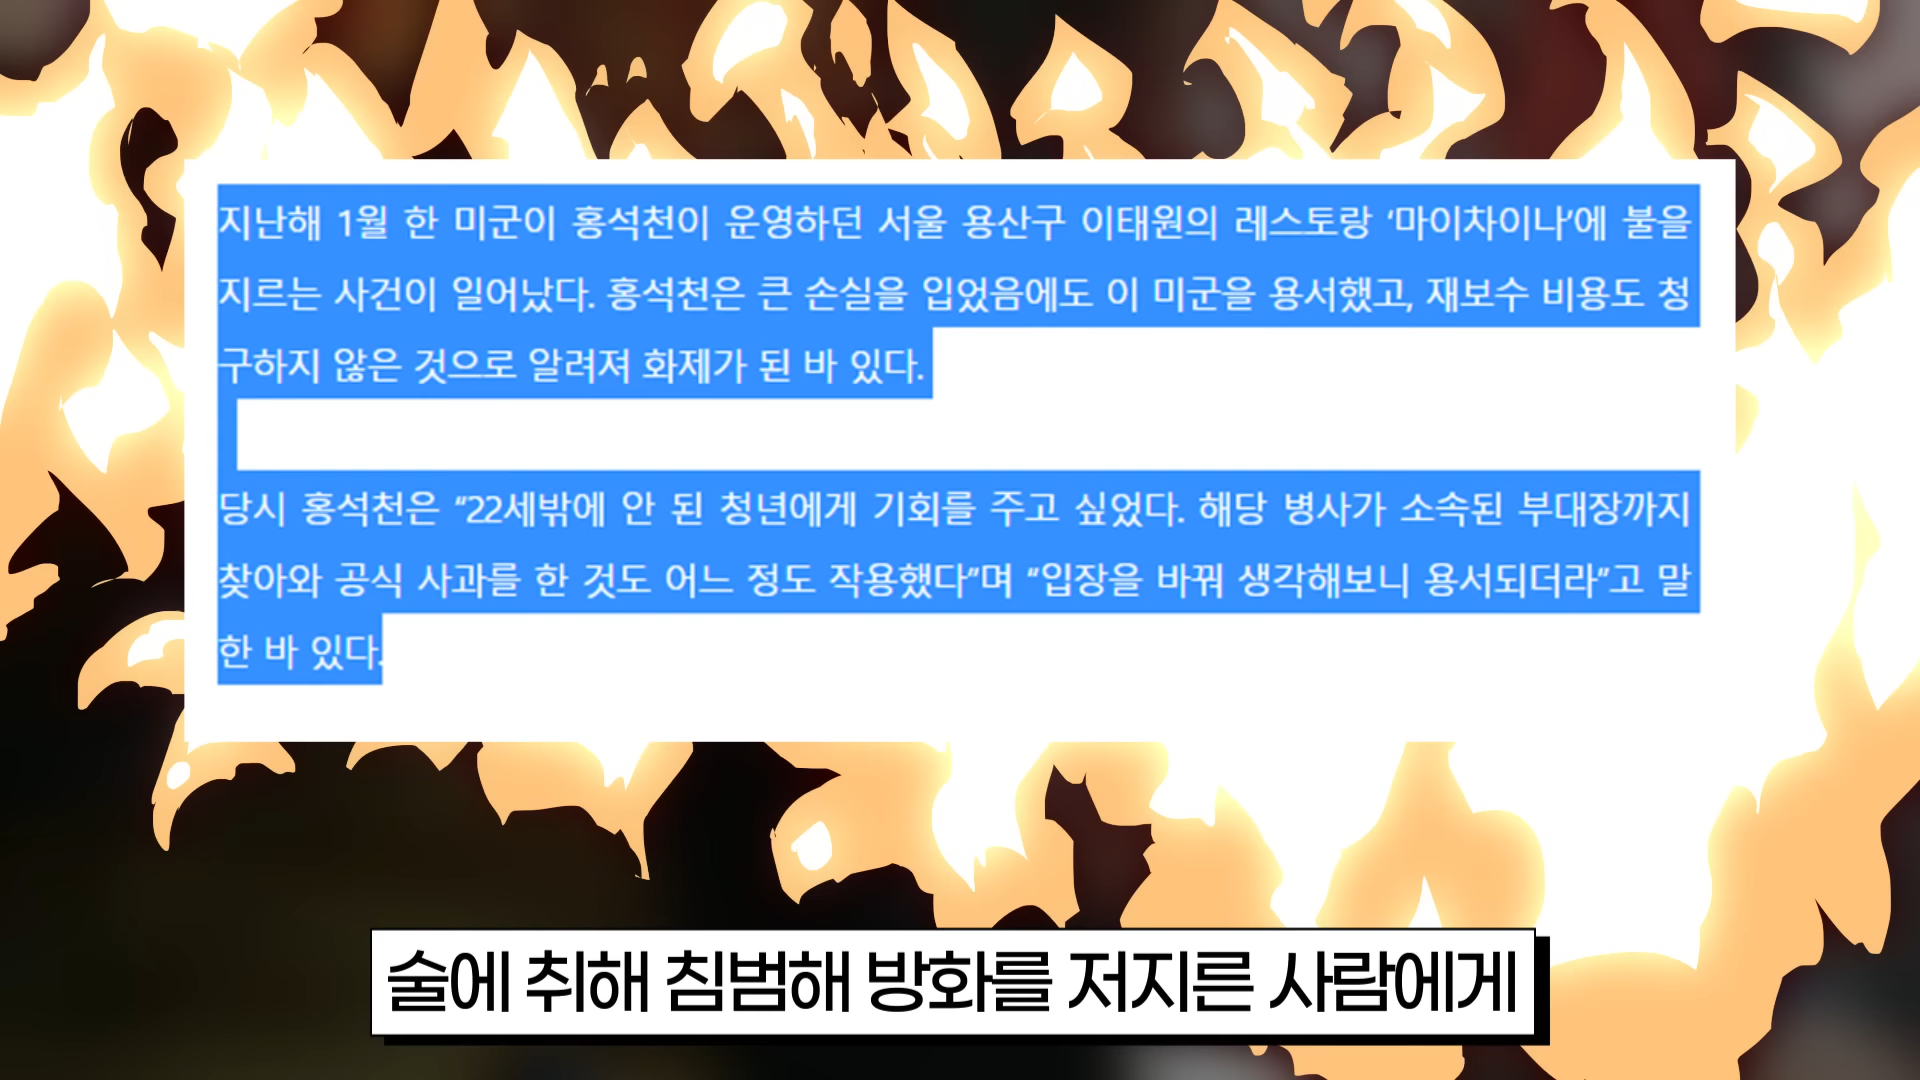 지난해 1월 한 미군이 홍석천이 운영하던 서울 용산구 이태원의 레스토랑 ‘마이차이나’에 불을
지르는 사건이 일어났다. 홍석천은 큰 손실을 입었음에도 이 미군을 용서했고, 재보수 비용도 청
구하지 않은 것으로 알려져 화제가 된 바 있다.
당시 홍석천은 “22세밖에 안 된 청년에게 기회를 주고 싶었다. 해당 병사가 소속된 부대장까지
찾아와 공식 사과를 한 것도 어느 정도 작용했다”며 “입장을 바꿔 생각해보니 용서되더라”고 말
한 바 있다.
술에 취해 침범해 방화를 저지른 사람에게